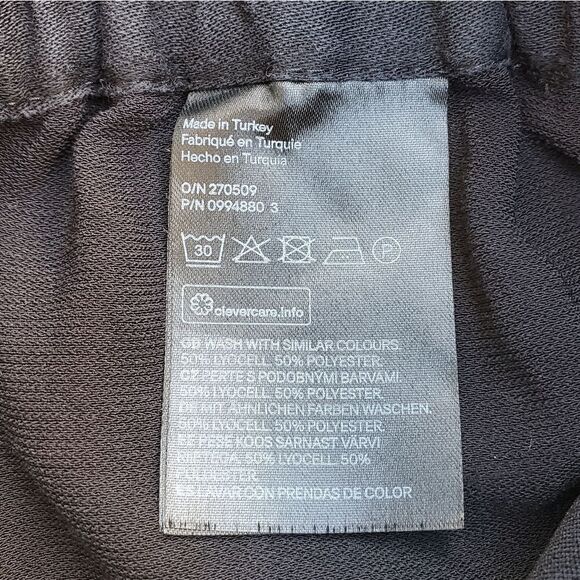 Made in Turkey
Fabriqué en Turquie
Hecho en Turquia
O/N 270509
P/N 0994880 3
30 P
clevercare.info
GB WASH WITH SIMILAR COLOURS.
50% LYOCELL 50% POLYESTER.
CZ PERTE S PODOBNÝMI BARVAMI.
50% LYOCELL 50% POLYESTER.
DE MIT ÄHNLICHEN FARBEN WASCHEN.
50% LYOCELL 50% POLYESTER.
EE PESE KOOS SARNAST VÄRVI
50% LYOCELL 50%
POLYESTER.
ES LAVAR CON PRENDAS DE COLOR